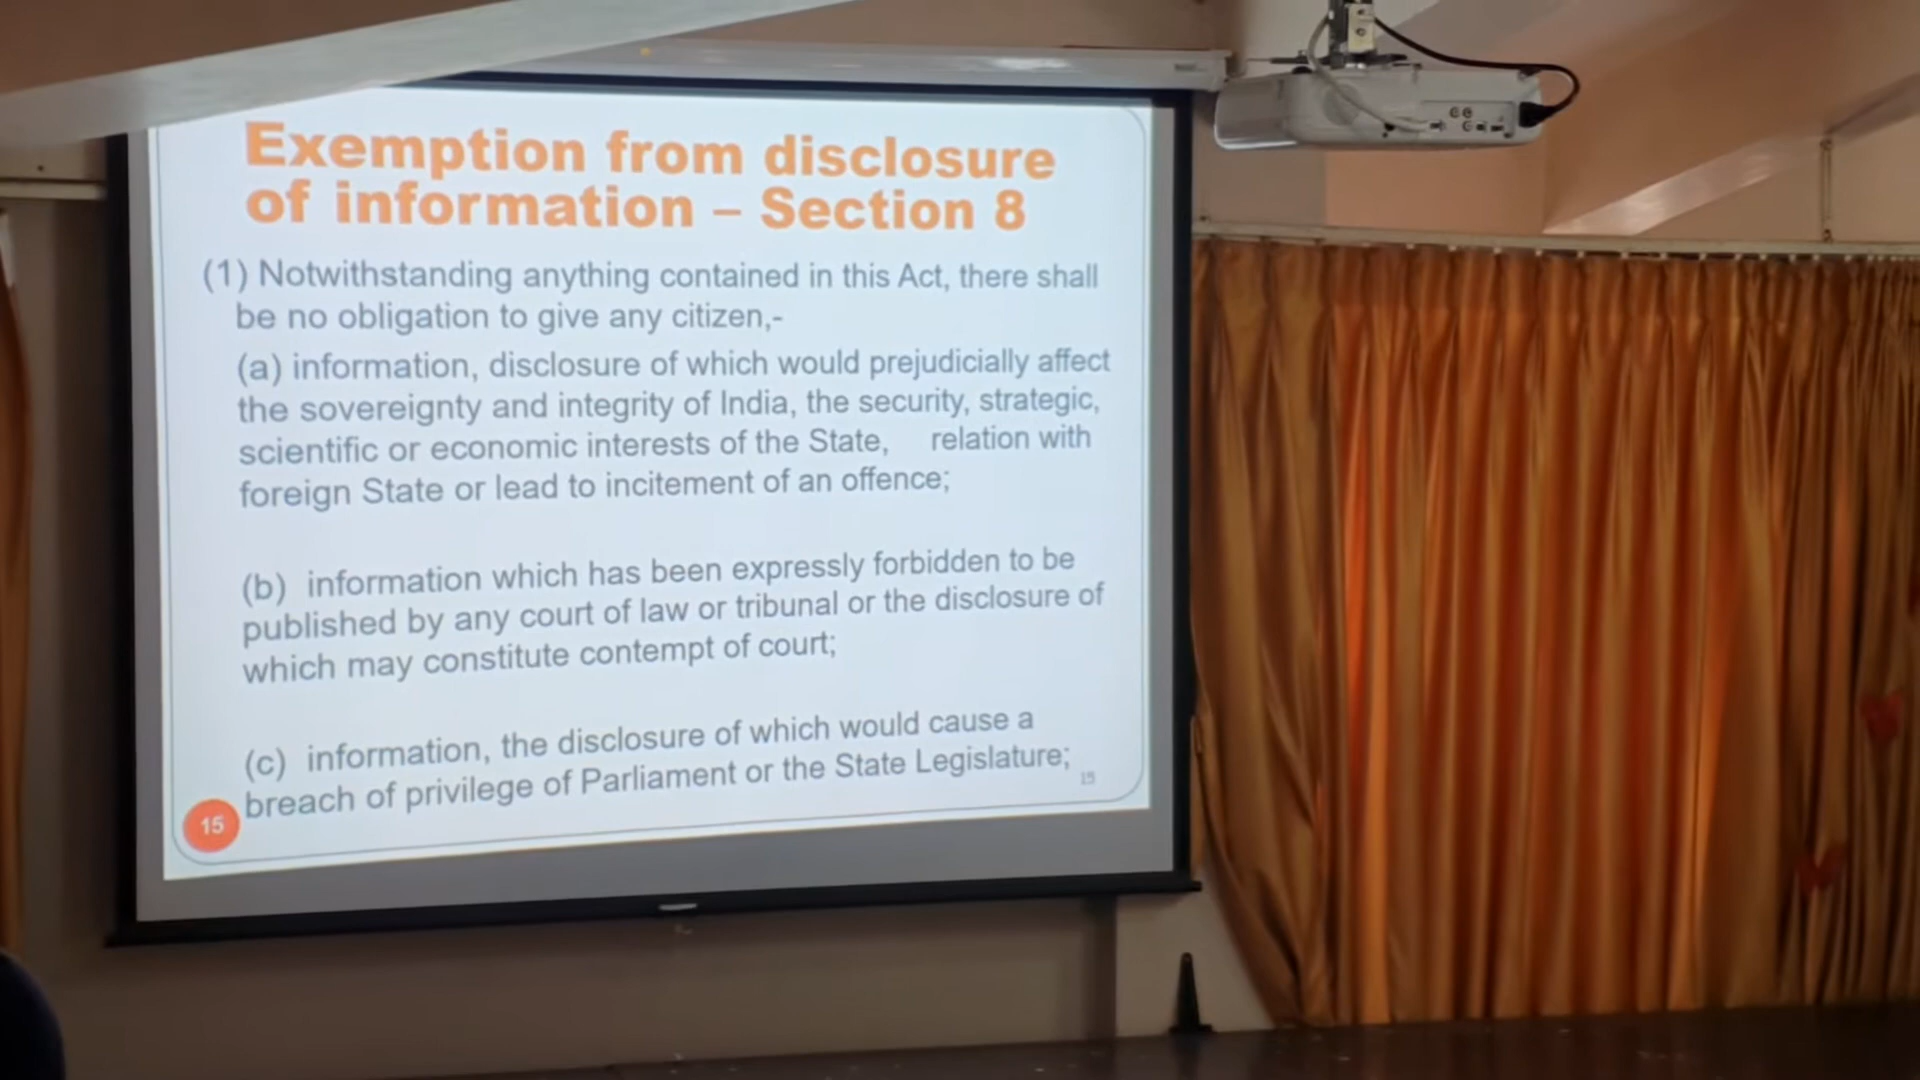 Exemption from disclosure
of information – Section 8
(1) Notwithstanding anything contained in this Act, there shall
be no obligation to give any citizen,-
(a) information, disclosure of which would prejudicially affect
the sovereignty and integrity of India, the security, strategic,
scientific or economic interests of the State, relation with
foreign State or lead to incitement of an offence;
(b) information which has been expressly forbidden to be
published by any court of law or tribunal or the disclosure of
which may constitute contempt of court;
(c) information, the disclosure of which would cause a
breach of privilege of Parliament or the State Legislature;
15
15